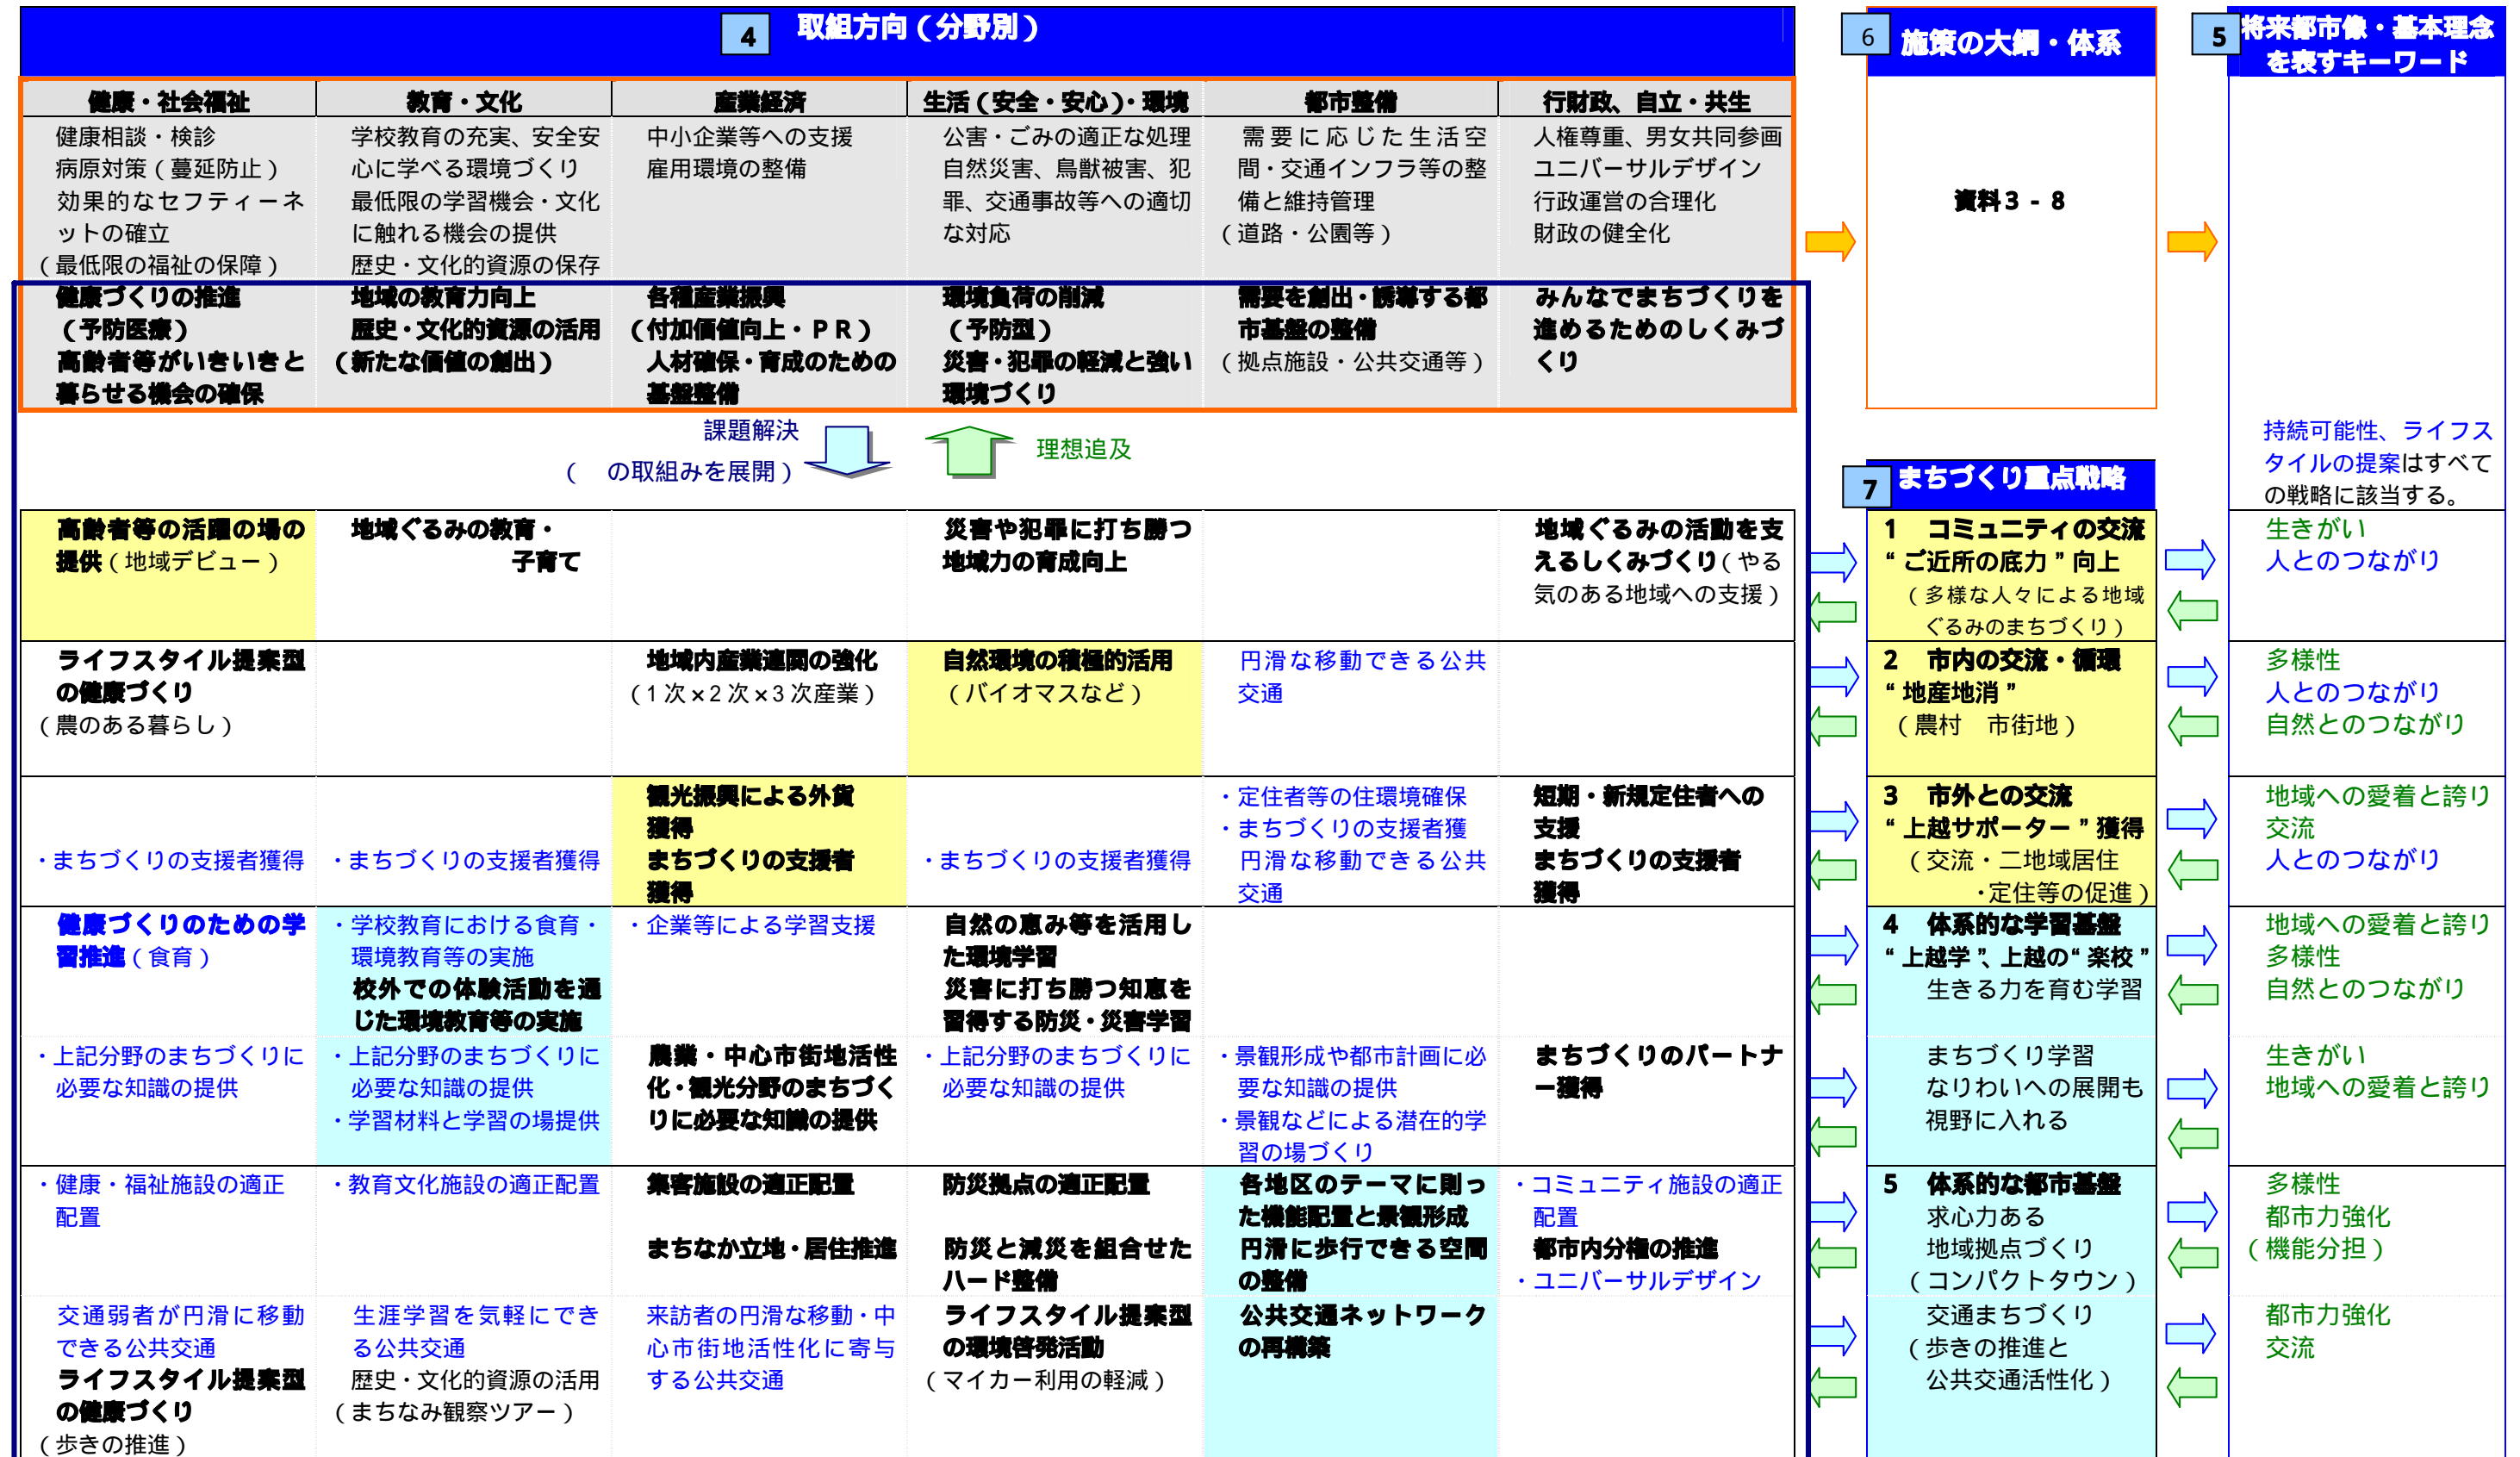 4 取組方向（分野別）
6 施策の大綱・体系
5 将来都市像・基本理念
を表すキーワード
健康・社会福祉
健康相談・検診
病原対策（蔓延防止）
効果的なセフティーネ
ットの確立
（最低限の福祉の保障）
健康づくりの推進
（予防医療）
高齢者等がいきいきと
暮らせる機会の確保
教育・文化
学校教育の充実、安全安
心に学べる環境づくり
最低限の学習機会・文化
に触れる機会の提供
歴史・文化的資源の保存
地域の教育力向上
歴史・文化的資源の活用
（新たな価値の創出）
産業経済
中小企業等への支援
雇用環境の整備
各種産業振興
（付加価値向上・ＰＲ）
人材確保・育成のための
基盤整備
生活（安全・安心）・環境
公害・ごみの適正な処理
自然災害、鳥獣被害、犯
罪、交通事故等への適切
な対応
環境負荷の削減
（予防型）
災害・犯罪の軽減と強い
環境づくり
都市整備
需要に応じた生活空
間・交通インフラ等の整
備と維持管理
（道路・公園等）
需要を創出・誘導する都
市基盤の整備
（拠点施設・公共交通等）
行財政、自立・共生
人権尊重、男女共同参画
ユニバーサルデザイン
行政運営の合理化
財政の健全化
みんなでまちづくりを
進めるためのしくみづ
くり
資料３－８
課題解決
（　の取組みを展開）
理想追及
7 まちづくり重点戦略
持続可能性、ライフス
タイルの提案はすべて
の戦略に該当する。
高齢者等の活躍の場の
提供（地域デビュー）
地域ぐるみの教育・
子育て
災害や犯罪に打ち勝つ
地域力の育成向上
地域ぐるみの活動を支
えるしくみづくり（やる
気のある地域への支援）
1　コミュニティの交流
“ご近所の底力”向上
（多様な人々による地域
ぐるみのまちづくり）
生きがい
人とのつながり
ライフスタイル提案型
の健康づくり
（農のある暮らし）
地域内産業連関の強化
（1次×2次×3次産業）
自然環境の積極的活用
（バイオマスなど）
円滑な移動できる公共
交通
2　市内の交流・循環
“地産地消”
（農村　市街地）
多様性
人とのつながり
自然とのつながり
・まちづくりの支援者獲得
・まちづくりの支援者獲得
観光振興による外貨
獲得
まちづくりの支援者
獲得
・まちづくりの支援者獲得
・定住者等の住環境確保
・まちづくりの支援者獲
円滑な移動できる公共
交通
短期・新規定住者への
支援
まちづくりの支援者
獲得
3　市外との交流
“上越サポーター”獲得
（交流・二地域居住
・定住等の促進）
地域への愛着と誇り
交流
人とのつながり
健康づくりのための学
習推進（食育）
・学校教育における食育・
環境教育等の実施
校外での体験活動を通
じた環境教育等の実施
・企業等による学習支援
自然の恵み等を活用し
た環境学習
災害に打ち勝つ知恵を
習得する防災・災害学習
4　体系的な学習基盤
“上越学”、上越の“楽校”
生きる力を育む学習
地域への愛着と誇り
多様性
自然とのつながり
・上記分野のまちづくりに
必要な知識の提供
・上記分野のまちづくりに
必要な知識の提供
・学習材料と学習の場提供
農業・中心市街地活性
化・観光分野のまちづく
りに必要な知識の提供
・上記分野のまちづくりに
必要な知識の提供
・景観形成や都市計画に必
要な知識の提供
・景観などによる潜在的学
習の場づくり
まちづくりのパートナ
ー獲得
まちづくり学習
なりわいへの展開も
視野に入れる
生きがい
地域への愛着と誇り
・健康・福祉施設の適正
配置
・教育文化施設の適正配置
集客施設の適正配置
まちなか立地・居住推進
防災拠点の適正配置
防災と減災を組合せた
ハード整備
各地区のテーマに則っ
た機能配置と景観形成
円滑に歩行できる空間
の整備
・コミュニティ施設の適正
配置
都市内分権の推進
・ユニバーサルデザイン
5　体系的な都市基盤
求心力ある
地域拠点づくり
（コンパクトタウン）
多様性
都市力強化
（機能分担）
交通弱者が円滑に移動
できる公共交通
ライフスタイル提案型
の健康づくり
（歩きの推進）
生涯学習を気軽にでき
る公共交通
歴史・文化的資源の活用
（まちなみ観察ツアー）
来訪者の円滑な移動・中
心市街地活性化に寄与
する公共交通
ライフスタイル提案型
の環境啓発活動
（マイカー利用の軽減）
公共交通ネットワーク
の再構築
交通まちづくり
（歩きの推進と
公共交通活性化）
都市力強化
交流